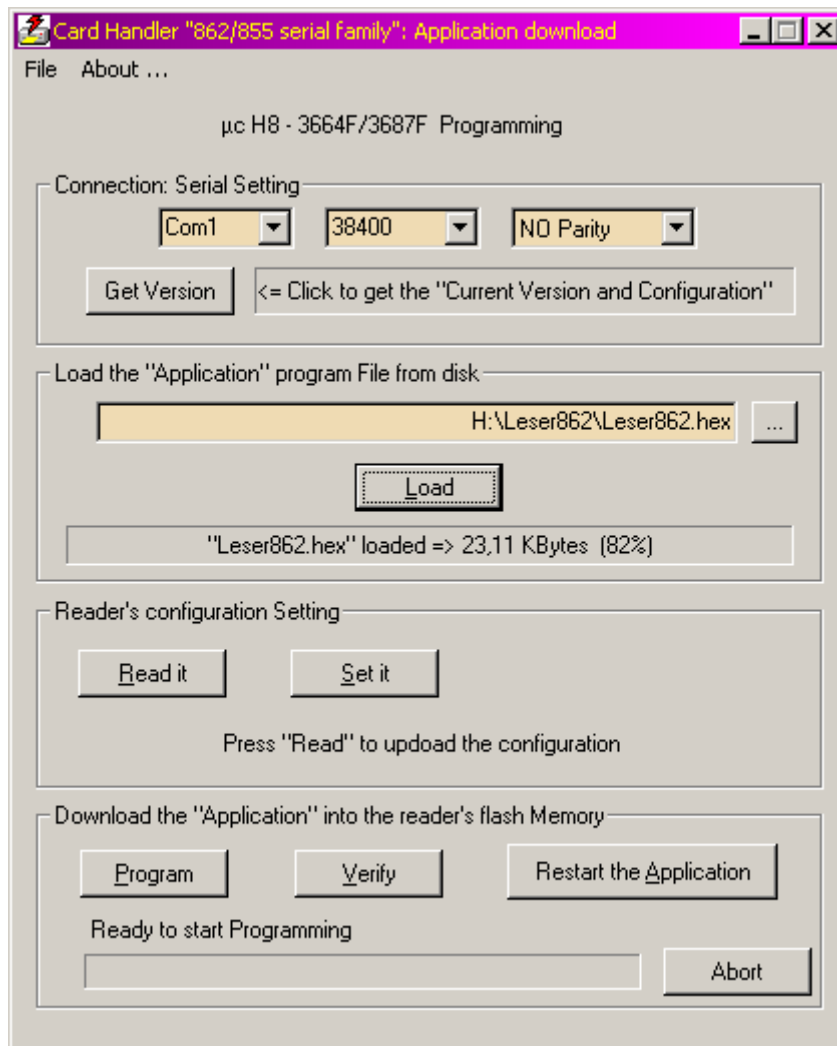 Card Handler "862/855 serial family": Application download
File About ...
µc H8 - 3664F/3687F Programming
Connection: Serial Setting
Com1 38400 NO Parity
Get Version <= Click to get the "Current Version and Configuration"
Load the "Application" program File from disk
H:\Leser862\Leser862.hex ...
Load
"Leser862.hex" loaded => 23,11 KBytes (82%)
Reader's configuration Setting
Read it Set it
Press "Read" to updoad the configuration
Download the "Application" into the reader's flash Memory
Program Verify Restart the Application
Ready to start Programming
Abort